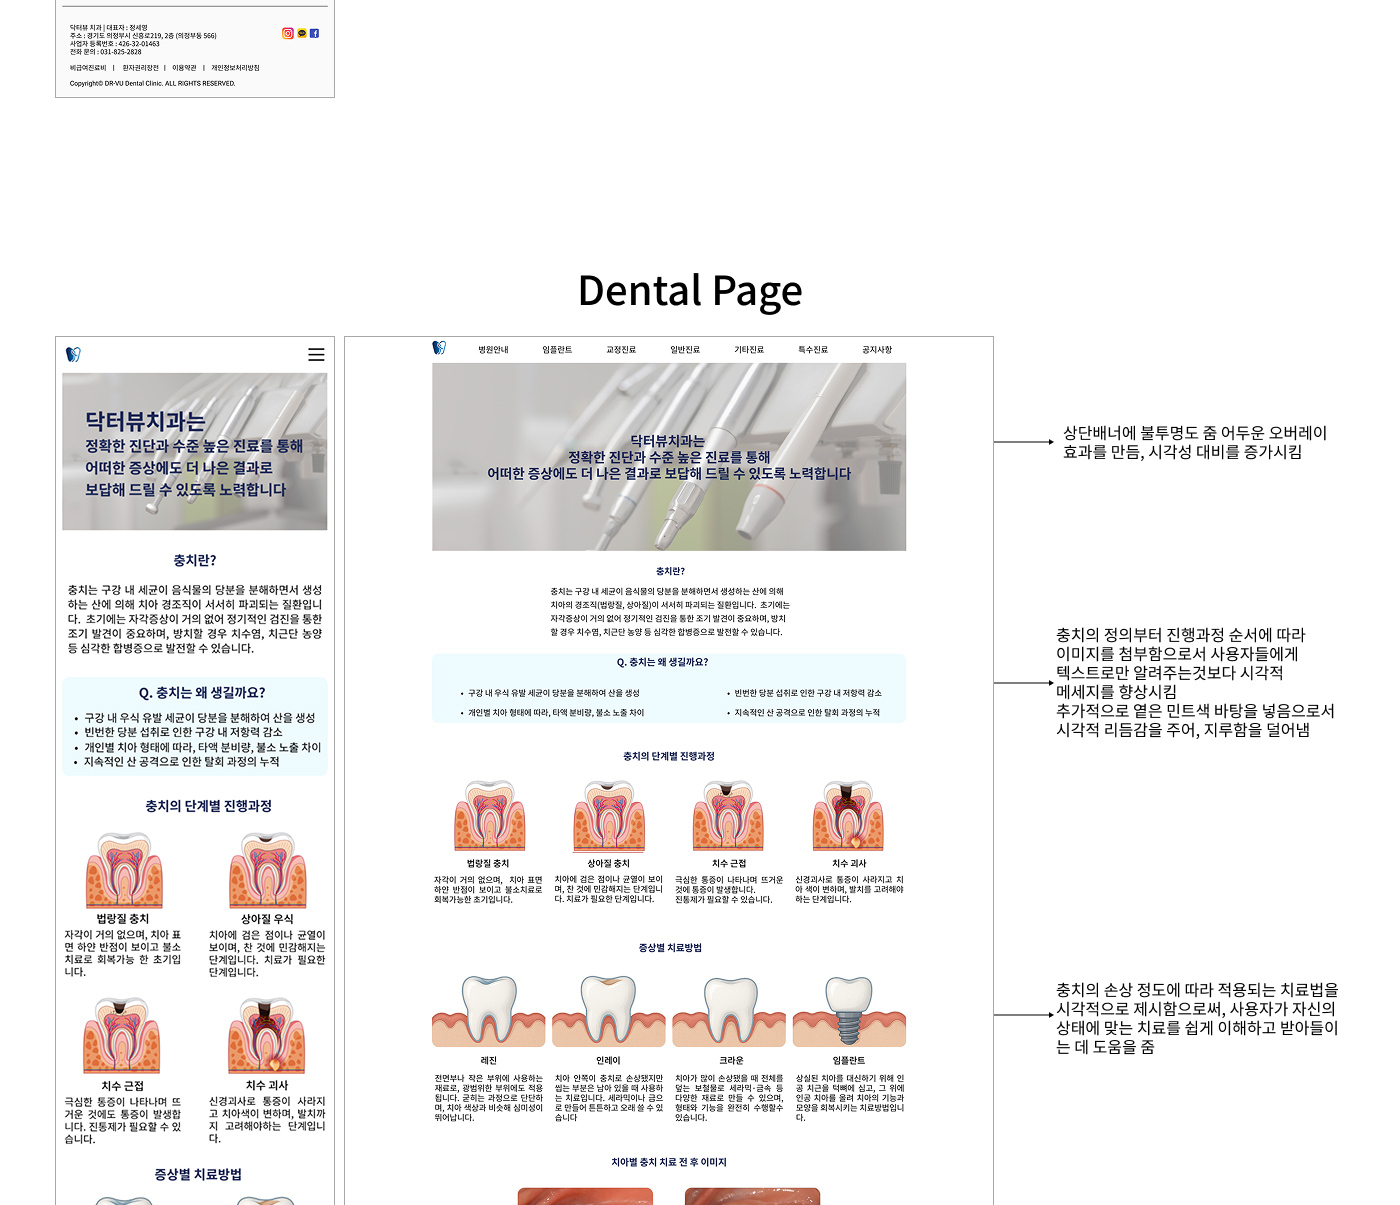 닥터뷰 치과 | 대표자 : 정세영
주소 : 경기도 의정부시 신흥로219, 2층 (의정부동 566)
사업자 등록번호 : 426-32-01463
전화 문의 : 031-825-2828
비급여진료비 | 환자권리장전 | 이용약관 | 개인정보처리방침
Copyright© DR-VU Dental Clinic. ALL RIGHTS RESERVED.
Dental Page
닥터뷰치과는
정확한 진단과 수준 높은 진료를 통해
어떠한 증상에도 더 나은 결과로
보답해 드릴 수 있도록 노력합니다
충치란?
충치는 구강 내 세균이 음식물의 당분을 분해하면서 생성
하는 산에 의해 치아 경조직이 서서히 파괴되는 질환입니
다. 초기에는 자각증상이 거의 없어 정기적인 검진을 통한
조기 발견이 중요하며, 방치할 경우 치수염, 치근단 농양
등 심각한 합병증으로 발전할 수 있습니다.
Q. 충치는 왜 생길까요?
• 구강 내 우식 유발 세균이 당분을 분해하여 산을 생성
• 빈번한 당분 섭취로 인한 구강 내 저항력 감소
• 개인별 치아 형태에 따라, 타액 분비량, 불소 노출 차이
• 지속적인 산 공격으로 인한 탈회 과정의 누적
충치의 단계별 진행과정
법랑질 충치
자각이 거의 없으며, 치아 표
면 하얀 반점이 보이고 불소
치료로 회복가능 한 초기입
니다.
상아질 우식
치아에 검은 점이나 균열이
보이며, 찬 것에 민감해지는
단계입니다. 치료가 필요한
단계입니다.
치수 근접
극심한 통증이 나타나며 뜨
거운 것에도 통증이 발생합
니다. 진통제가 필요할 수 있
습니다.
치수 괴사
신경괴사로 통증이 사라지
고 치아색이 변하며, 발치까
지 고려해야하는 단계입니
다.
증상별 치료방법
병원안내 임플란트 교정진료 일반진료 기타진료 특수진료 공지사항
닥터뷰치과는
정확한 진단과 수준 높은 진료를 통해
어떠한 증상에도 더 나은 결과로 보답해 드릴 수 있도록 노력합니다
충치란?
충치는 구강 내 세균이 음식물의 당분을 분해하면서 생성하는 산에 의해
치아의 경조직(법랑질, 상아질)이 서서히 파괴되는 질환입니다. 초기에는
자각증상이 거의 없어 정기적인 검진을 통한 조기 발견이 중요하며, 방치
할 경우 치수염, 치근단 농양 등 심각한 합병증으로 발전할 수 있습니다.
Q. 충치는 왜 생길까요?
• 구강 내 우식 유발 세균이 당분을 분해하여 산을 생성
• 빈번한 당분 섭취로 인한 구강 내 저항력 감소
• 개인별 치아 형태에 따라, 타액 분비량, 불소 노출 차이
• 지속적인 산 공격으로 인한 탈회 과정의 누적
충치의 단계별 진행과정
법랑질 충치
자각이 거의 없으며, 치아 표면
하얀 반점이 보이고 불소치료로
회복가능한 초기입니다.
상아질 충치
치아에 검은 점이나 균열이 보이
며, 찬 것에 민감해지는 단계입니
다. 치료가 필요한 단계입니다.
치수 근접
극심한 통증이 나타나며 뜨거운
것에 통증이 발생합니다.
진통제가 필요할 수 있습니다.
치수 괴사
신경괴사로 통증이 사라지고 치
아 색이 변하며, 발치를 고려해야
하는 단계입니다.
증상별 치료방법
레진
전면부나 작은 부위에 사용하는
재료로, 광범위한 부위에도 적용
됩니다. 굳히는 과정으로 단단하
며, 치아 색상과 비슷해 심미성이
뛰어납니다.
인레이
치아 안쪽이 충치로 손상됐지만
씹는 부분은 남아 있을 때 사용하
는 치료입니다. 세라믹이나 금으
로 만들어 튼튼하고 오래 쓸 수 있
습니다
크라운
치아가 많이 손상됐을 때 전체를
덮는 보철물로 세라믹·금속 등
다양한 재료로 만들 수 있으며,
형태와 기능을 완전히 수행할수
있습니다.
임플란트
상실된 치아를 대신하기 위해 인
공 치근을 턱뼈에 심고, 그 위에
인공 치아를 올려 치아의 기능과
모양을 회복시키는 치료방법입니
다.
치아별 충치 치료 전 후 이미지
상단배너에 불투명도 줌 어두운 오버레이
효과를 만듬, 시각성 대비를 증가시킴
충치의 정의부터 진행과정 순서에 따라
이미지를 첨부함으로서 사용자들에게
텍스트로만 알려주는것보다 시각적
메세지를 향상시킴
추가적으로 옅은 민트색 바탕을 넣음으로서
시각적 리듬감을 주어, 지루함을 덜어냄
충치의 손상 정도에 따라 적용되는 치료법을
시각적으로 제시함으로써, 사용자가 자신의
상태에 맞는 치료를 쉽게 이해하고 받아들이
는 데 도움을 줌